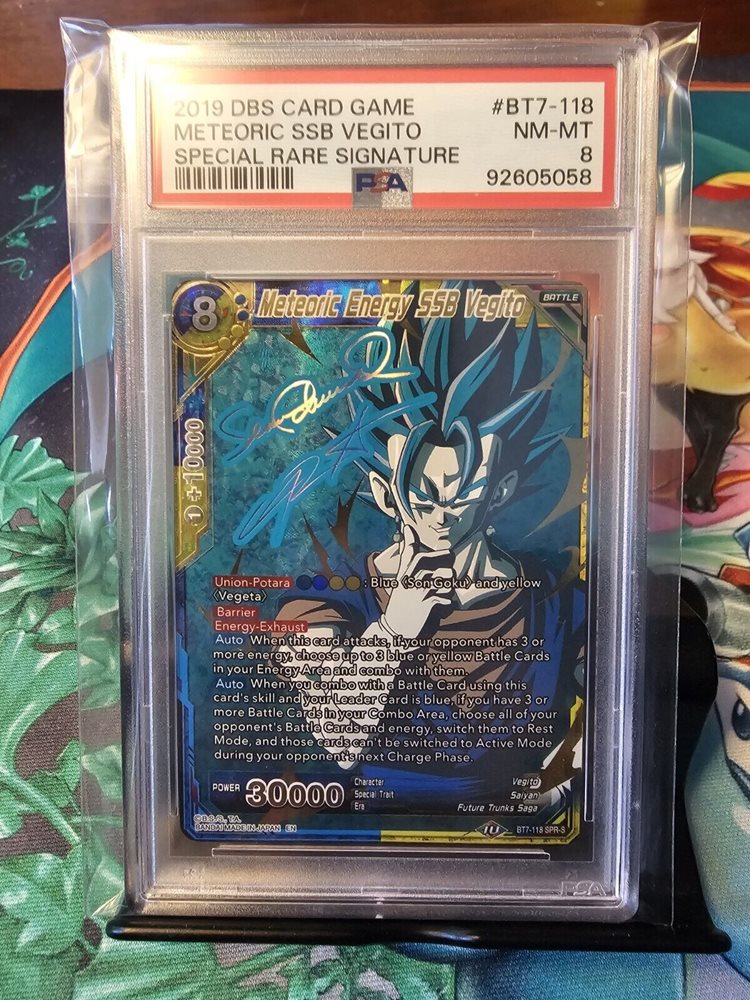 2019 DBS CARD GAME #BT7-118
METEORIC SSB VEGITO NM-MT
SPECIAL RARE SIGNATURE 8
PSA 92605058
8 Meteoric Energy SSB Vegito BATTLE
1 +10000
Union-Potara : Blue 〈Son Goku〉 and yellow
〈Vegeta〉
Barrier
Energy-Exhaust
Auto When this card attacks, if your opponent has 3 or
more energy, choose up to 3 blue or yellow Battle Cards
in your Energy Area and combo with them.
Auto When you combo with a Battle Card using this
card's skill and your Leader Card is blue, if you have 3 or
more Battle Cards in your Combo Area, choose all of your
opponent's Battle Cards and energy, switch them to Rest
Mode, and those cards can't be switched to Active Mode
during your opponent's next Charge Phase.
POWER 30000
Character Vegito
Special Trait Saiyan
Era Future Trunks Saga
©B.S./S., T.A.
BANDAI MADE IN JAPAN EN
BT7-118 SPR-S
PSA